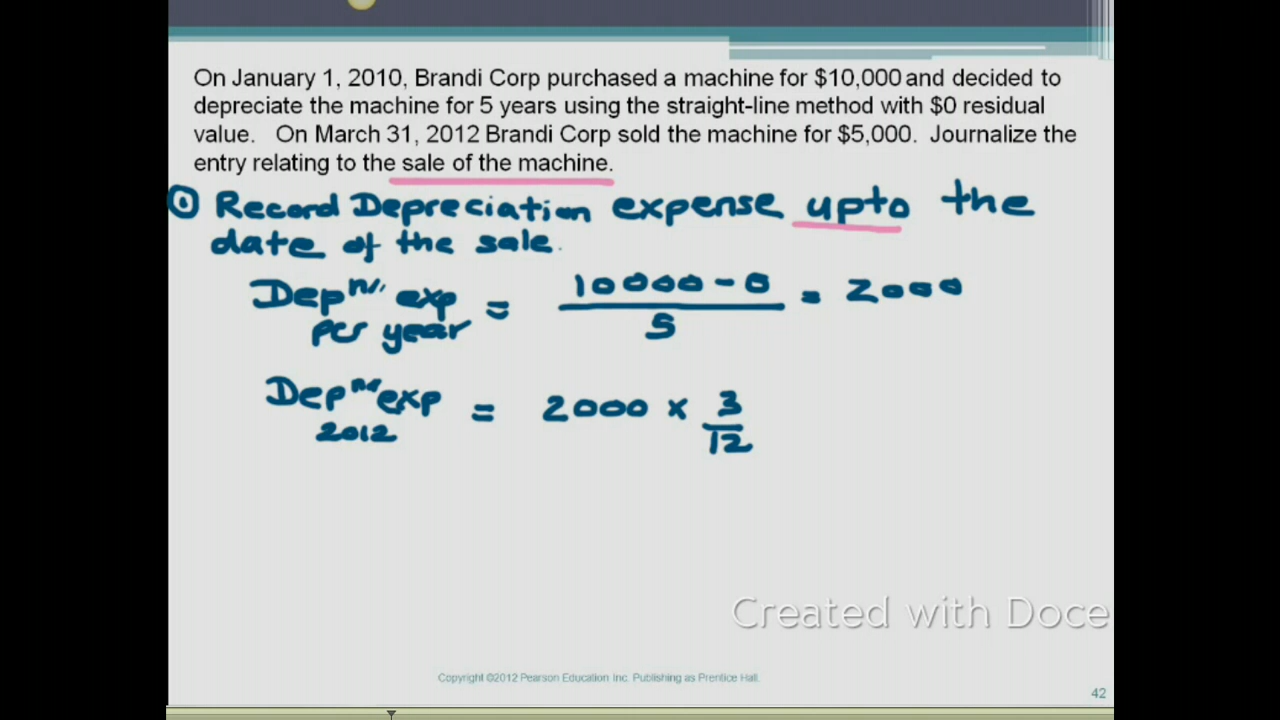 On January 1, 2010, Brandi Corp purchased a machine for $10,000 and decided to
depreciate the machine for 5 years using the straight-line method with $0 residual
value. On March 31, 2012 Brandi Corp sold the machine for $5,000. Journalize the
entry relating to the sale of the machine.
① Record Depreciation expense upto the
date of the sale.
Depn. exp per year = 10000 - 0 / 5 = 2000
Depn. exp 2012 = 2000 x 3/12
Created with Doce
Copyright ©2012 Pearson Education Inc. Publishing as Prentice Hall.
42